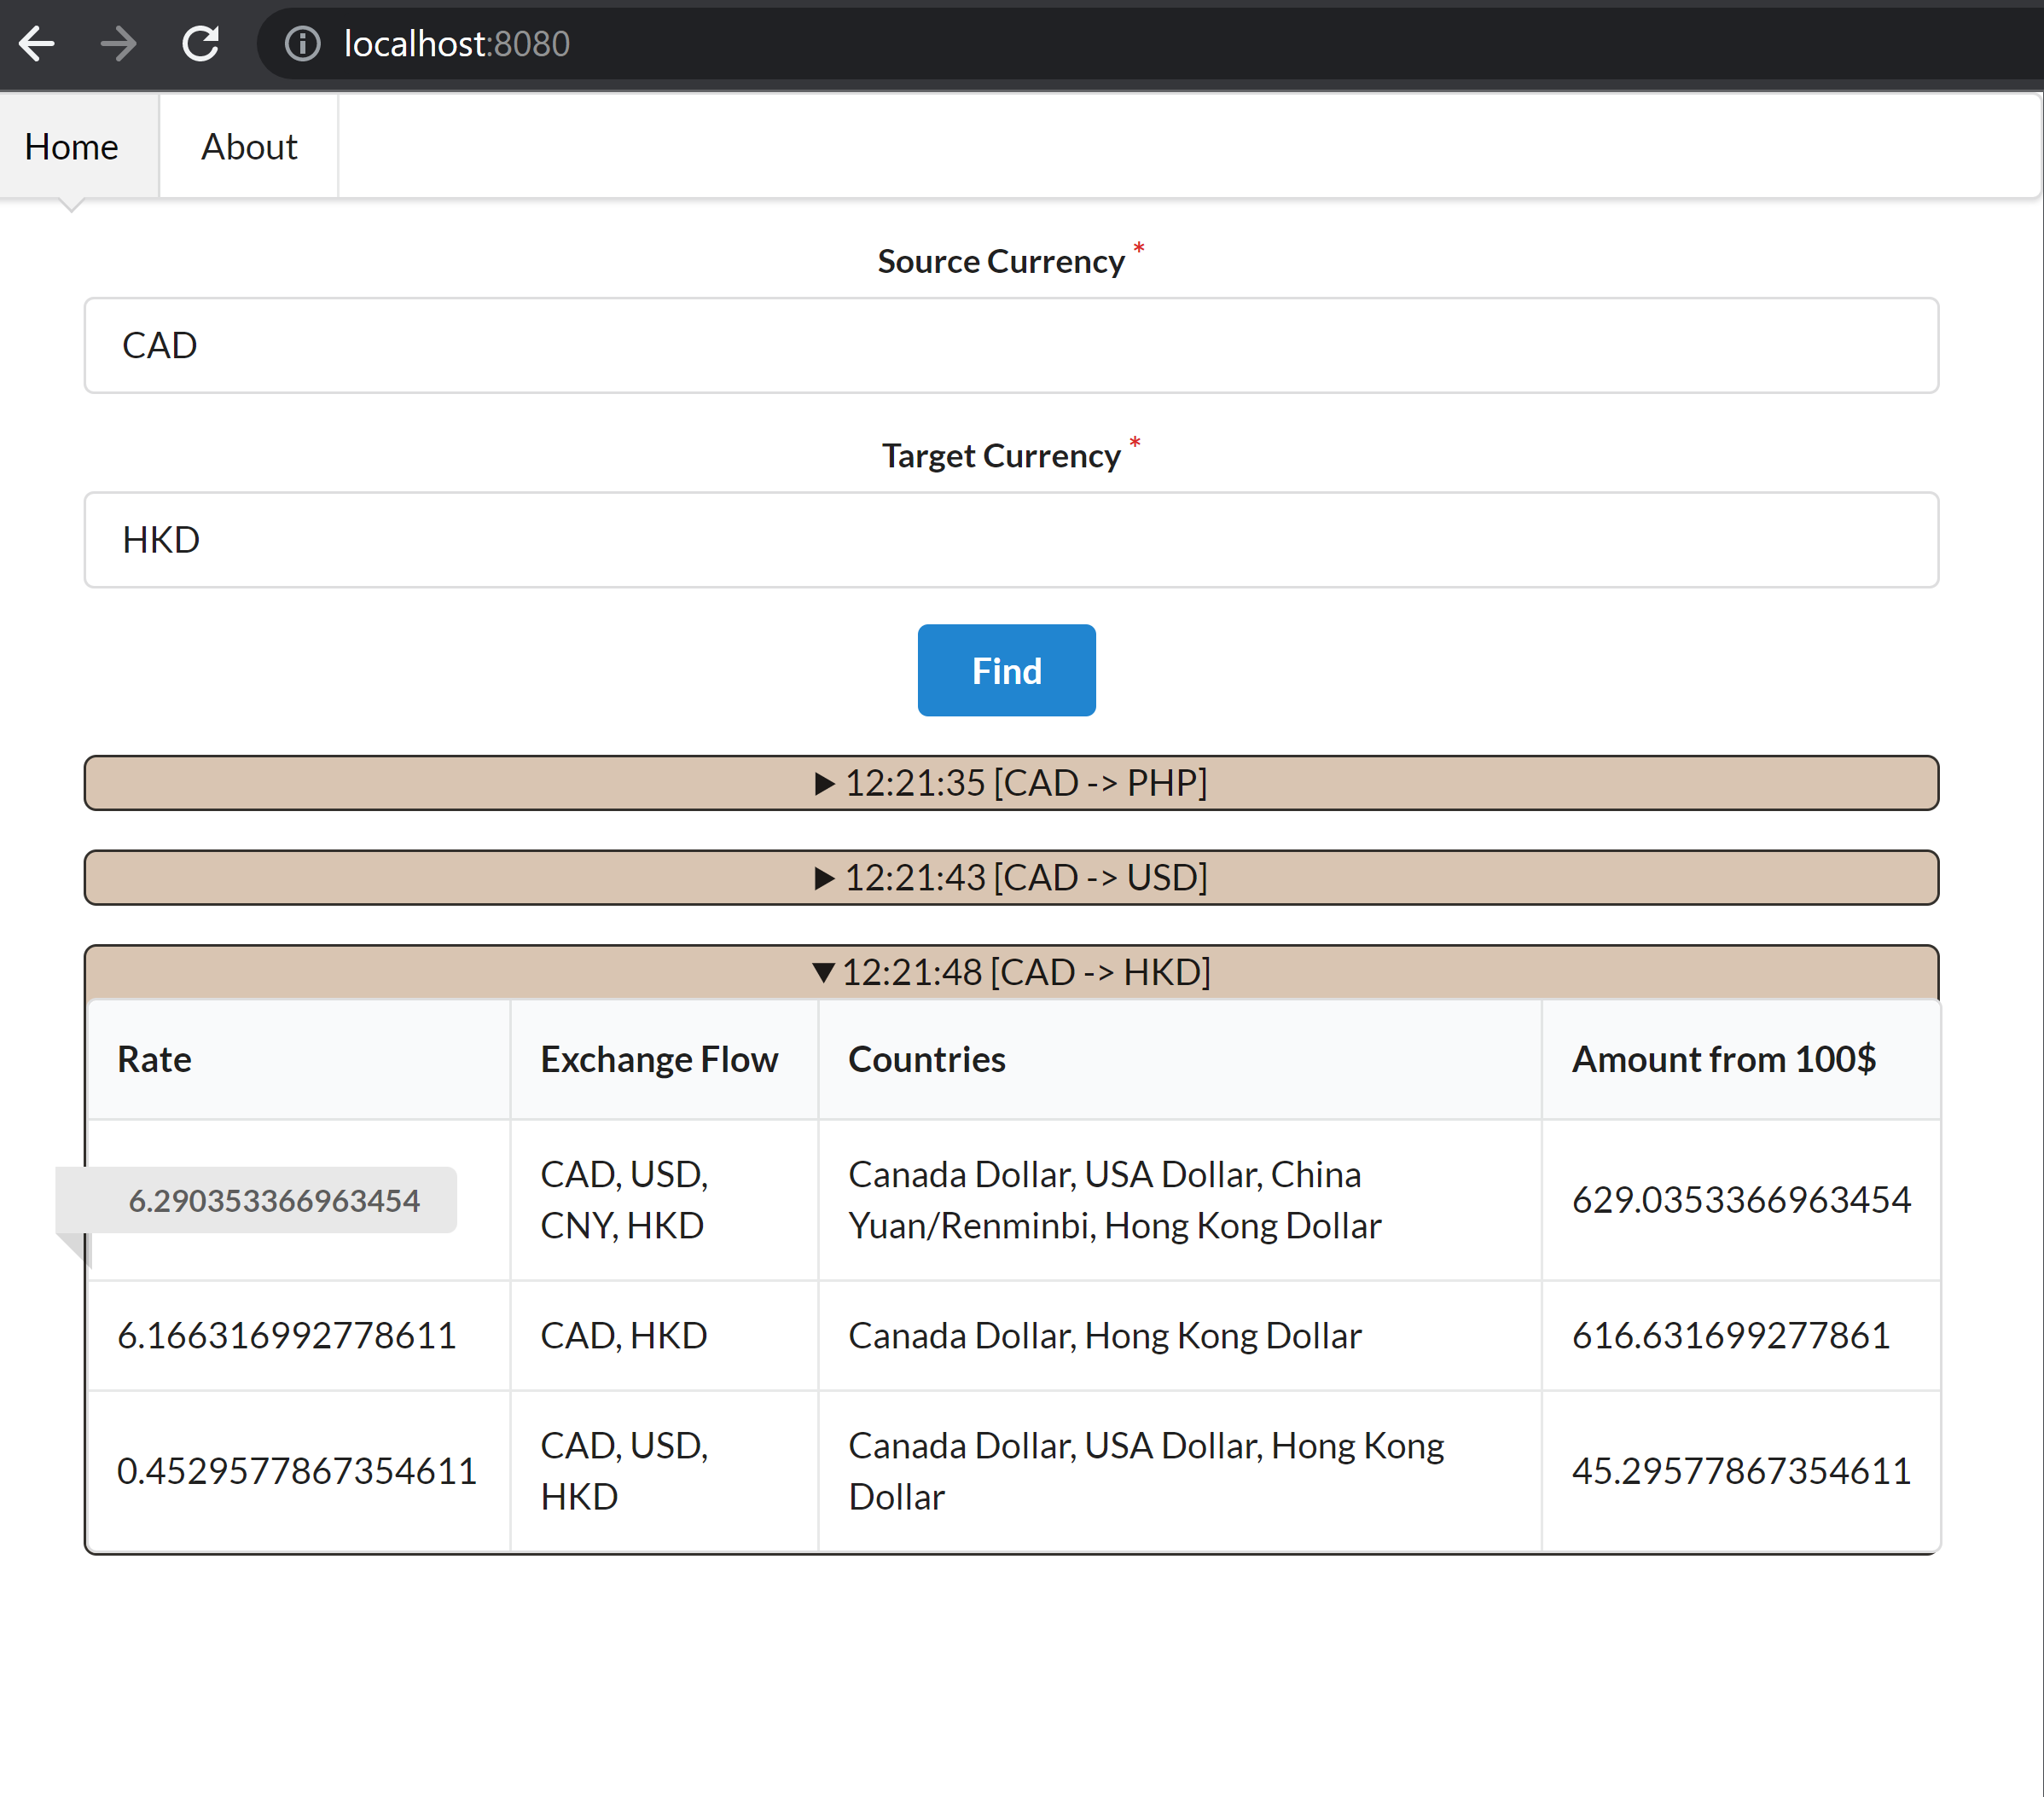 localhost:8080
Home
About
Source Currency *
CAD
Target Currency *
HKD
Find
12:21:35 [CAD -> PHP]
12:21:43 [CAD -> USD]
12:21:48 [CAD -> HKD]
Rate
Exchange Flow
Countries
Amount from 100$
6.290353366963454
CAD, USD,
CNY, HKD
Canada Dollar, USA Dollar, China
Yuan/Renminbi, Hong Kong Dollar
629.0353366963454
6.166316992778611
CAD, HKD
Canada Dollar, Hong Kong Dollar
616.631699277861
0.4529577867354611
CAD, USD,
HKD
Canada Dollar, USA Dollar, Hong Kong
Dollar
45.29577867354611